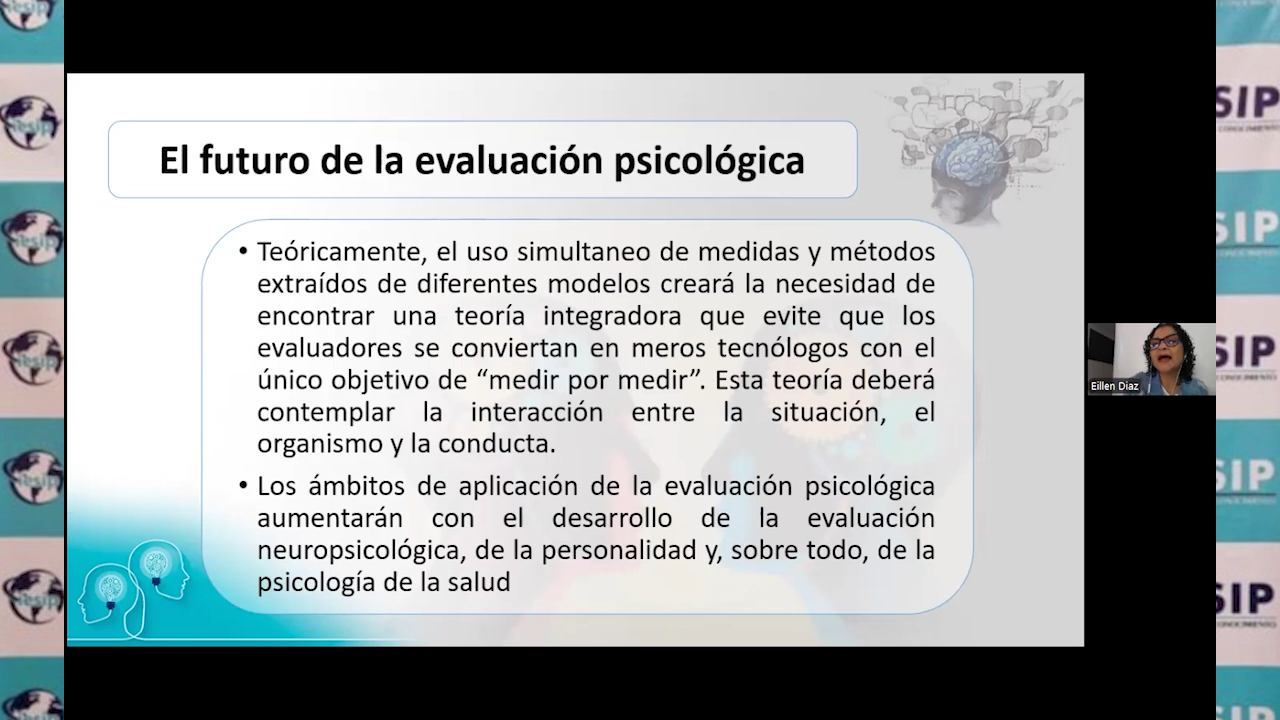 El futuro de la evaluación psicológica
• Teóricamente, el uso simultaneo de medidas y métodos
extraídos de diferentes modelos creará la necesidad de
encontrar una teoría integradora que evite que los
evaluadores se conviertan en meros tecnólogos con el
único objetivo de “medir por medir”. Esta teoría deberá
contemplar la interacción entre la situación, el
organismo y la conducta.
• Los ámbitos de aplicación de la evaluación psicológica
aumentarán con el desarrollo de la evaluación
neuropsicológica, de la personalidad y, sobre todo, de la
psicología de la salud
Eillen Diaz
SIP
SIP
SIP
SIP
SIP